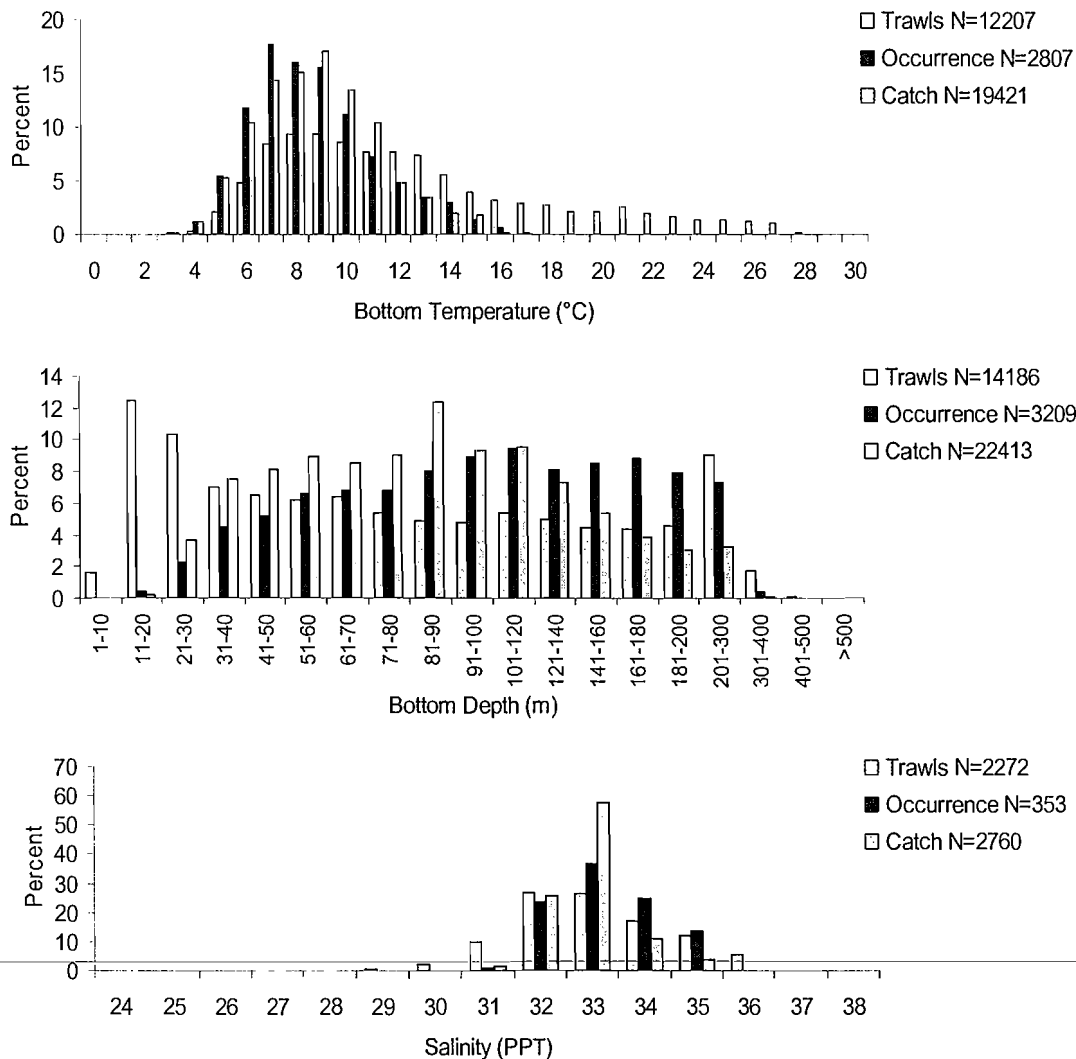 20
15
10
5
0
Percent
0 2 4 6 8 10 12 14 16 18 20 22 24 26 28 30
Bottom Temperature (°C)
Trawls N=12207
Occurrence N=2807
Catch N=19421
14
12
10
8
6
4
2
0
Percent
1-10 11-20 21-30 31-40 41-50 51-60 61-70 71-80 81-90 91-100 101-120 121-140 141-160 161-180 181-200 201-300 301-400 401-500 >500
Bottom Depth (m)
Trawls N=14186
Occurrence N=3209
Catch N=22413
70
60
50
40
30
20
10
0
Percent
24 25 26 27 28 29 30 31 32 33 34 35 36 37 38
Salinity (PPT)
Trawls N=2272
Occurrence N=353
Catch N=2760